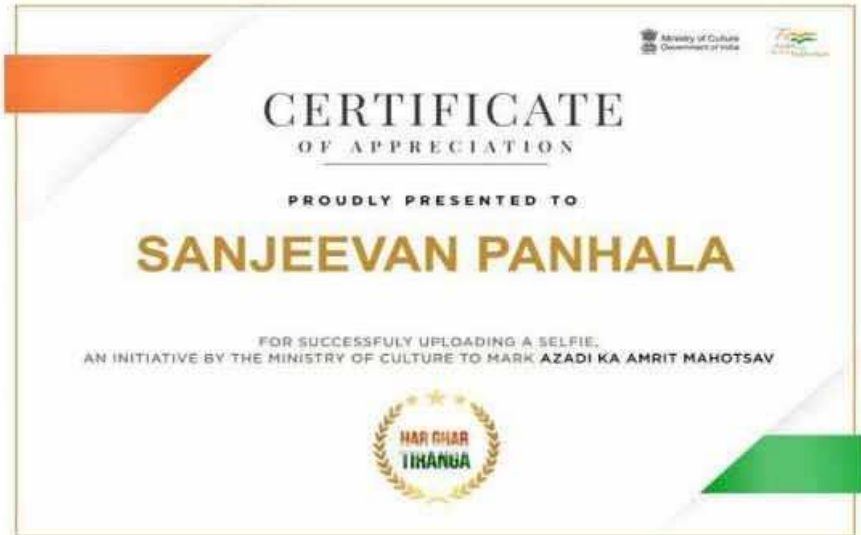 Ministry of Culture
Government of India
CERTIFICATE
OF APPRECIATION
PROUDLY PRESENTED TO
SANJEEVAN PANHALA
FOR SUCCESSFULY UPLOADING A SELFIE,
AN INITIATIVE BY THE MINISTRY OF CULTURE TO MARK AZADI KA AMRIT MAHOTSAV
HAR GHAR
TIRANGA